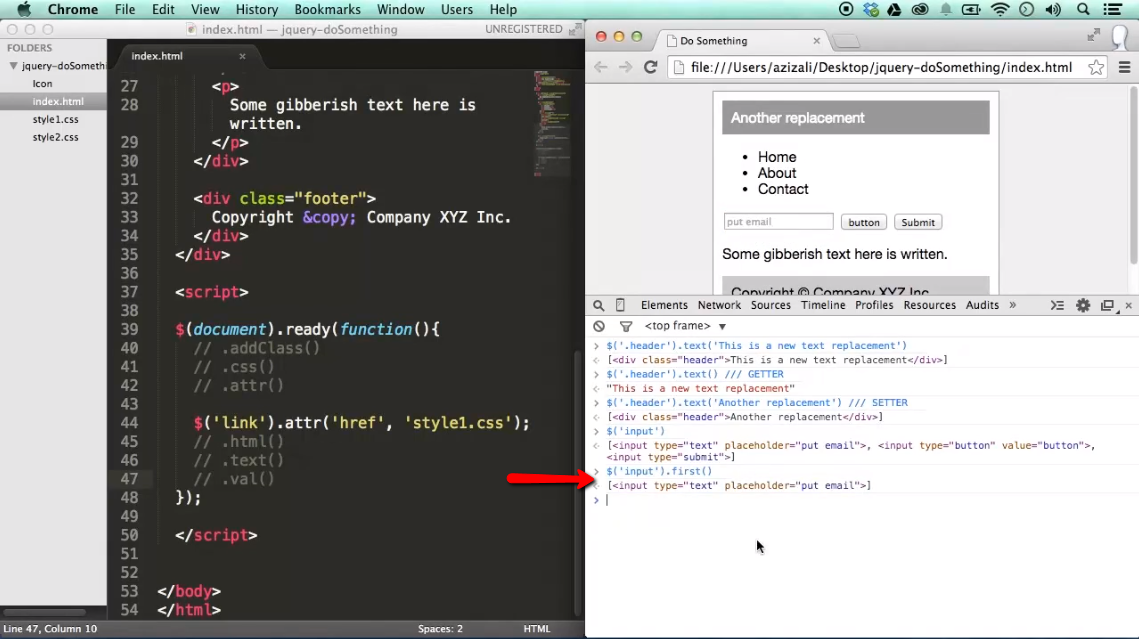 Chrome File Edit View History Bookmarks Window Users Help
index.html — jquery-doSomething UNREGISTERED
FOLDERS
jquery-doSometh
Icon
index.html
style1.css
style2.css
index.html ×
27 <p>
28 Some gibberish text here is
written.
29 </p>
30 </div>
31
32 <div class="footer">
33 Copyright &copy; Company XYZ Inc.
34 </div>
35 </div>
36
37 <script>
38
39 $(document).ready(function(){
40 // .addClass()
41 // .css()
42 // .attr()
43
44 $('link').attr('href', 'style1.css');
45 // .html()
46 // .text()
47 // .val()
48 });
49
50 </script>
51
52
53 </body>
54 </html>
Line 47, Column 10 Spaces: 2 HTML
Do Something ×
file:///Users/azizali/Desktop/jquery-doSomething/index.html
Another replacement
• Home
• About
• Contact
put email button Submit
Some gibberish text here is written.
Copyright © Company XYZ Inc.
Elements Network Sources Timeline Profiles Resources Audits »
<top frame> ▼
> $('.header').text('This is a new text replacement')
[<div class="header">This is a new text replacement</div>]
> $('.header').text() /// GETTER
"This is a new text replacement"
> $('.header').text('Another replacement') /// SETTER
[<div class="header">Another replacement</div>]
> $('input')
[<input type="text" placeholder="put email">, <input type="button" value="button">,
<input type="submit">]
> $('input').first()
[<input type="text" placeholder="put email">]
>